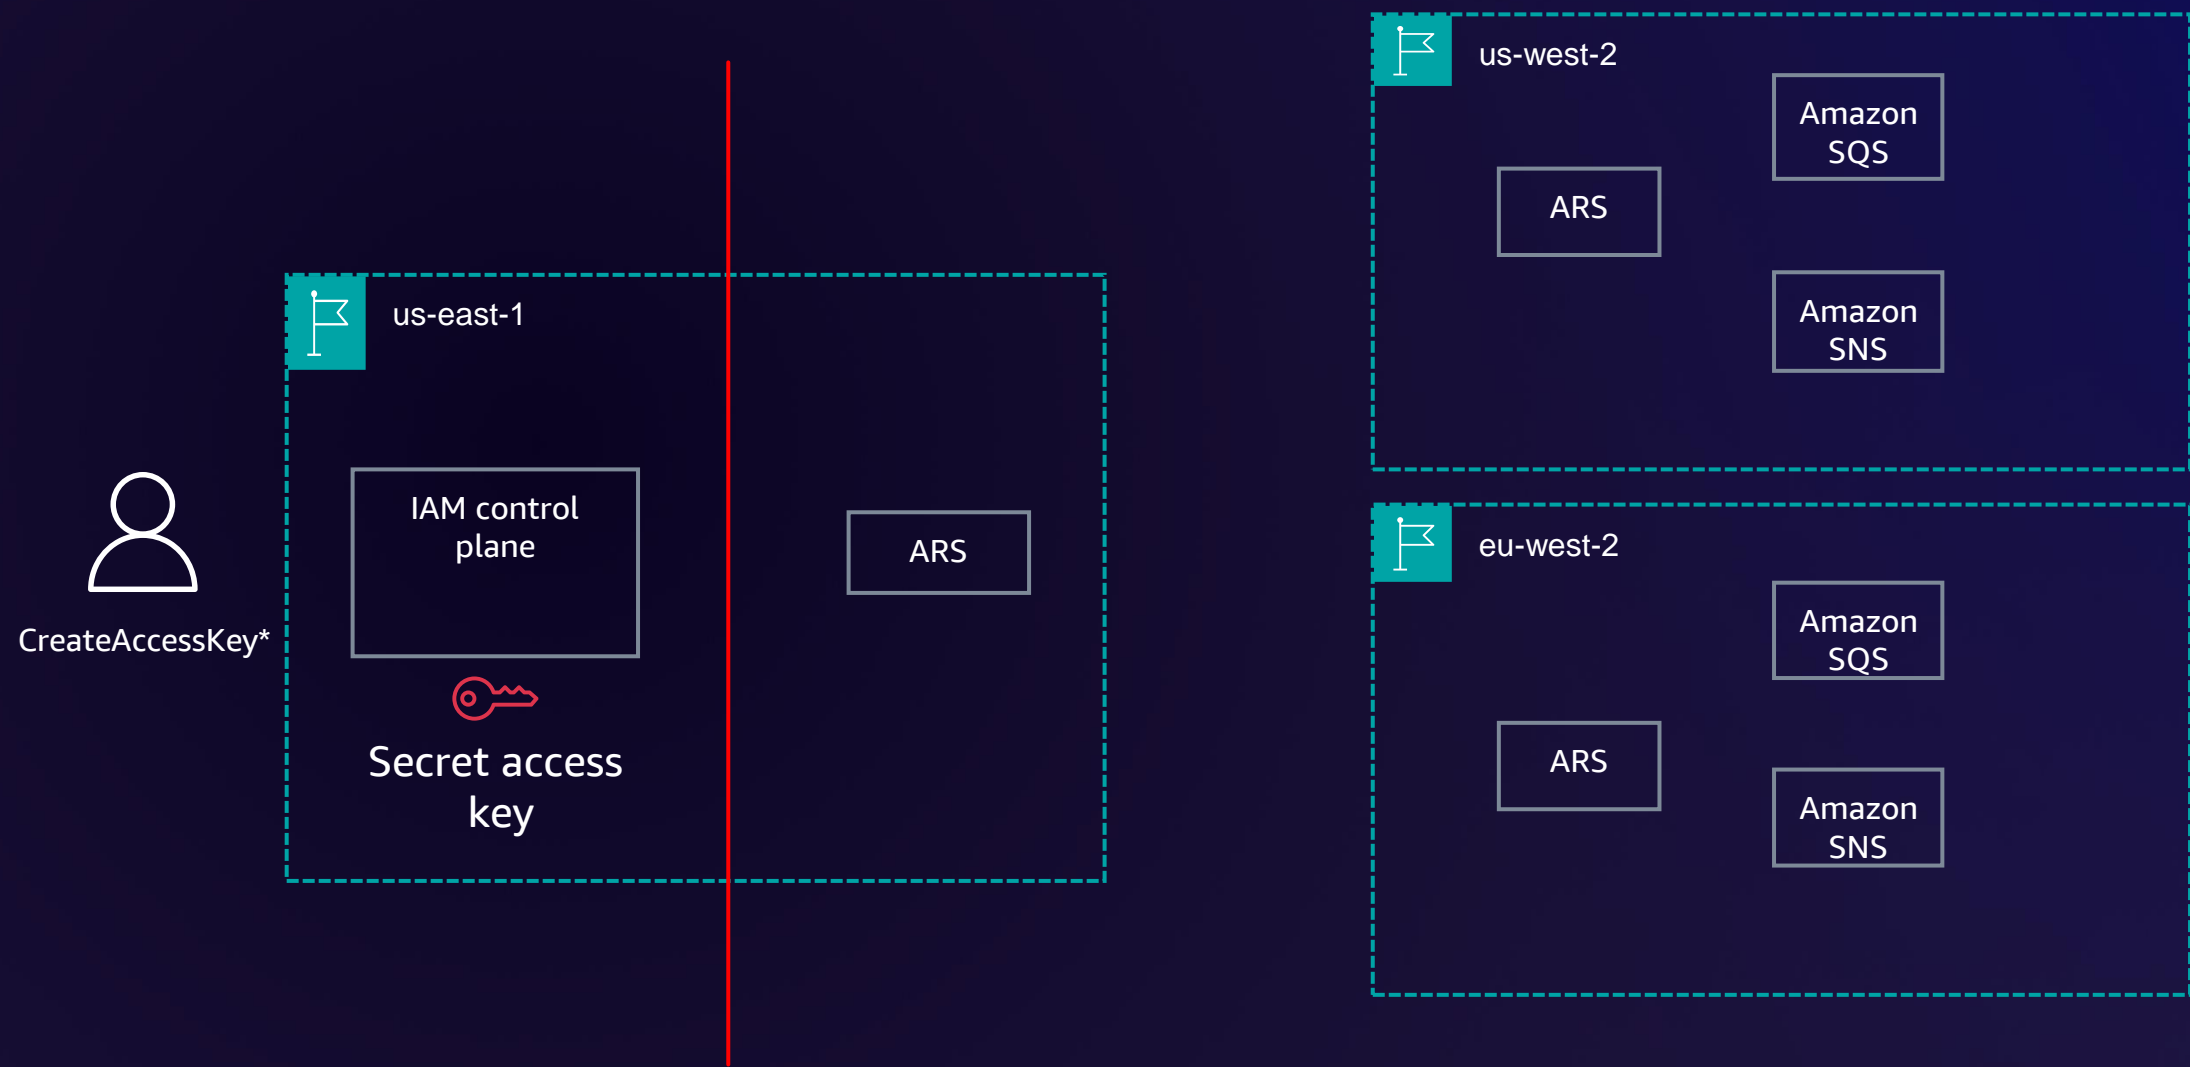 CreateAccessKey*
us-east-1
IAM control
plane
Secret access
key
ARS
us-west-2
ARS
Amazon
SQS
Amazon
SNS
eu-west-2
ARS
Amazon
SQS
Amazon
SNS